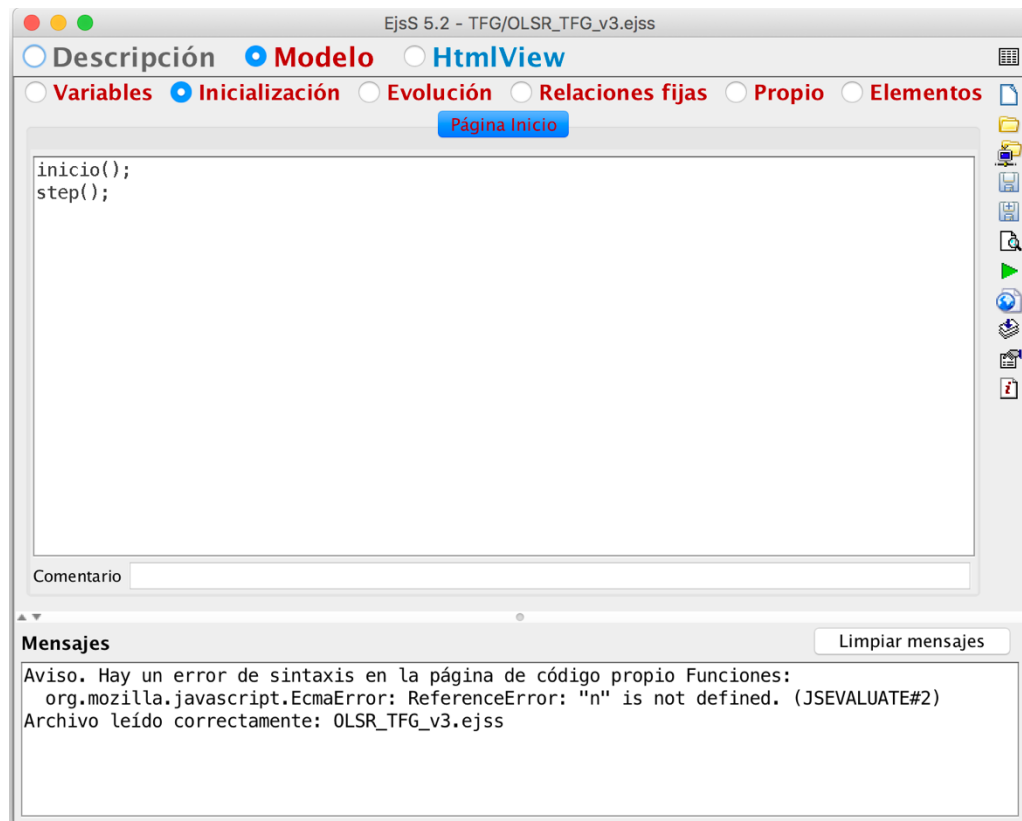 EjsS 5.2 - TFG/OLSR_TFG_v3.ejss
Descripción Modelo HtmlView
Variables Inicialización Evolución Relaciones fijas Propio Elementos
Página Inicio
inicio();
step();
Comentario
Mensajes Limpiar mensajes
Aviso. Hay un error de sintaxis en la página de código propio Funciones:
org.mozilla.javascript.EcmaError: ReferenceError: "n" is not defined. (JSEVALUATE#2)
Archivo leído correctamente: OLSR_TFG_v3.ejss